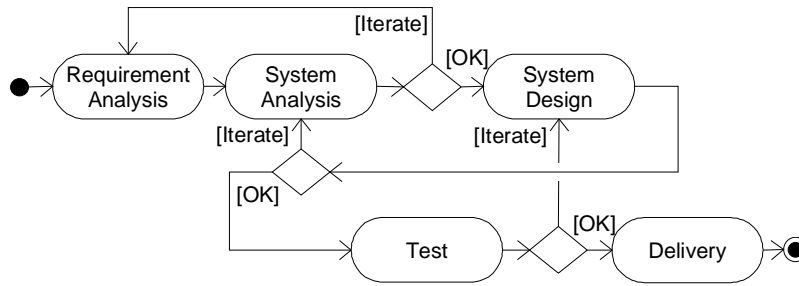 [Iterate]
[OK]
Requirement
Analysis
System
Analysis
System
Design
[Iterate]
[Iterate]
[OK]
[OK]
Test
Delivery